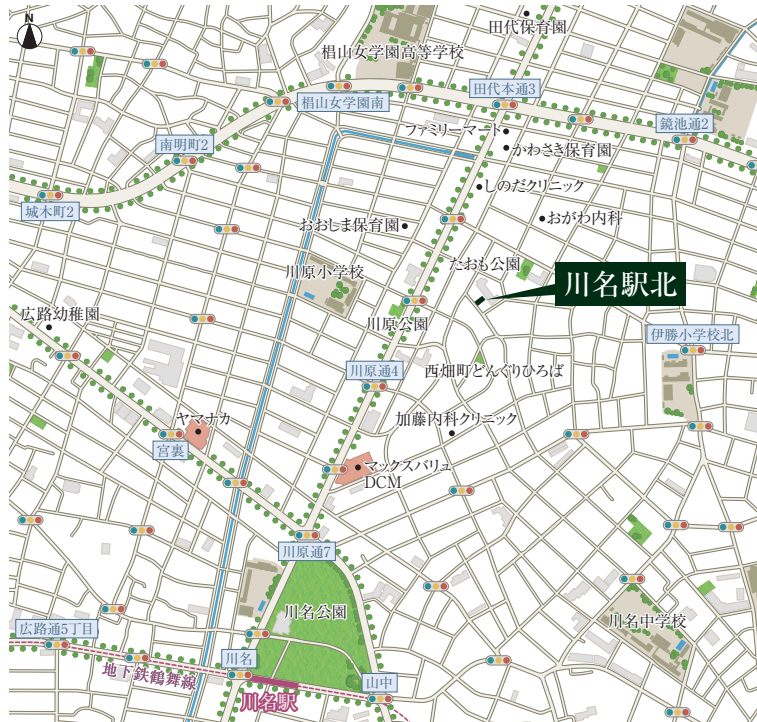 N
田代保育園
椙山女学園高等学校
田代本通3
椙山女学園南
鏡池通2
ファミリーマート
南明町2
かわさき保育園
しのだクリニック
城木町2
おおしま保育園
おがわ内科
たおも公園
川原小学校
川名駅北
広路幼稚園
川原公園
伊勝小学校北
川原通4
西畑町どんぐりひろば
ヤマナカ
加藤内科クリニック
宮裏
マックスバリュ
DCM
川原通7
川名公園
川名中学校
広路通5丁目
川名
地下鉄鶴舞線
山中
川名駅